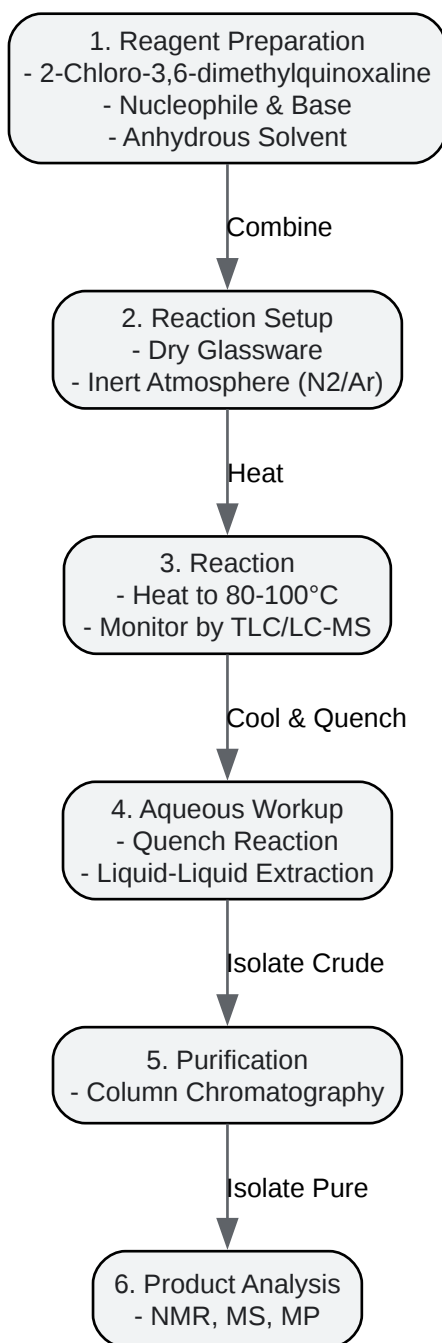 1. Reagent Preparation
- 2-Chloro-3,6-dimethylquinoxaline
- Nucleophile & Base
- Anhydrous Solvent
Combine
2. Reaction Setup
- Dry Glassware
- Inert Atmosphere (N2/Ar)
Heat
3. Reaction
- Heat to 80-100°C
- Monitor by TLC/LC-MS
Cool & Quench
4. Aqueous Workup
- Quench Reaction
- Liquid-Liquid Extraction
Isolate Crude
5. Purification
- Column Chromatography
Isolate Pure
6. Product Analysis
- NMR, MS, MP